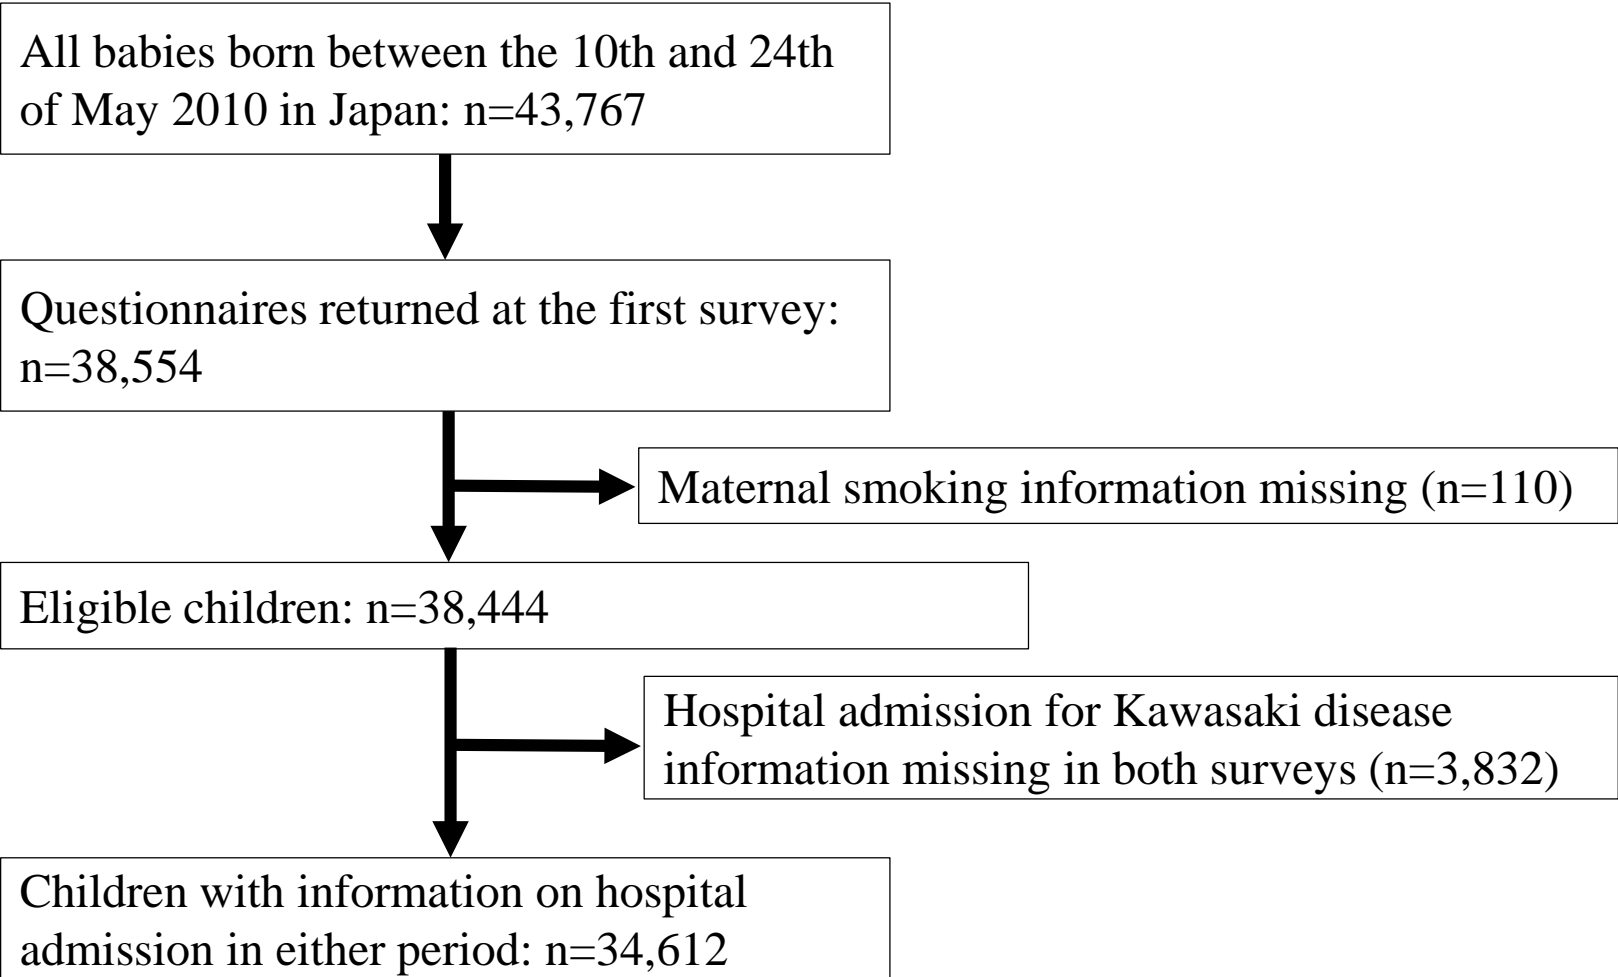 All babies born between the 10th and 24th
of May 2010 in Japan: n=43,767
Questionnaires returned at the first survey:
n=38,554
Maternal smoking information missing (n=110)
Eligible children: n=38,444
Hospital admission for Kawasaki disease
information missing in both surveys (n=3,832)
Children with information on hospital
admission in either period: n=34,612